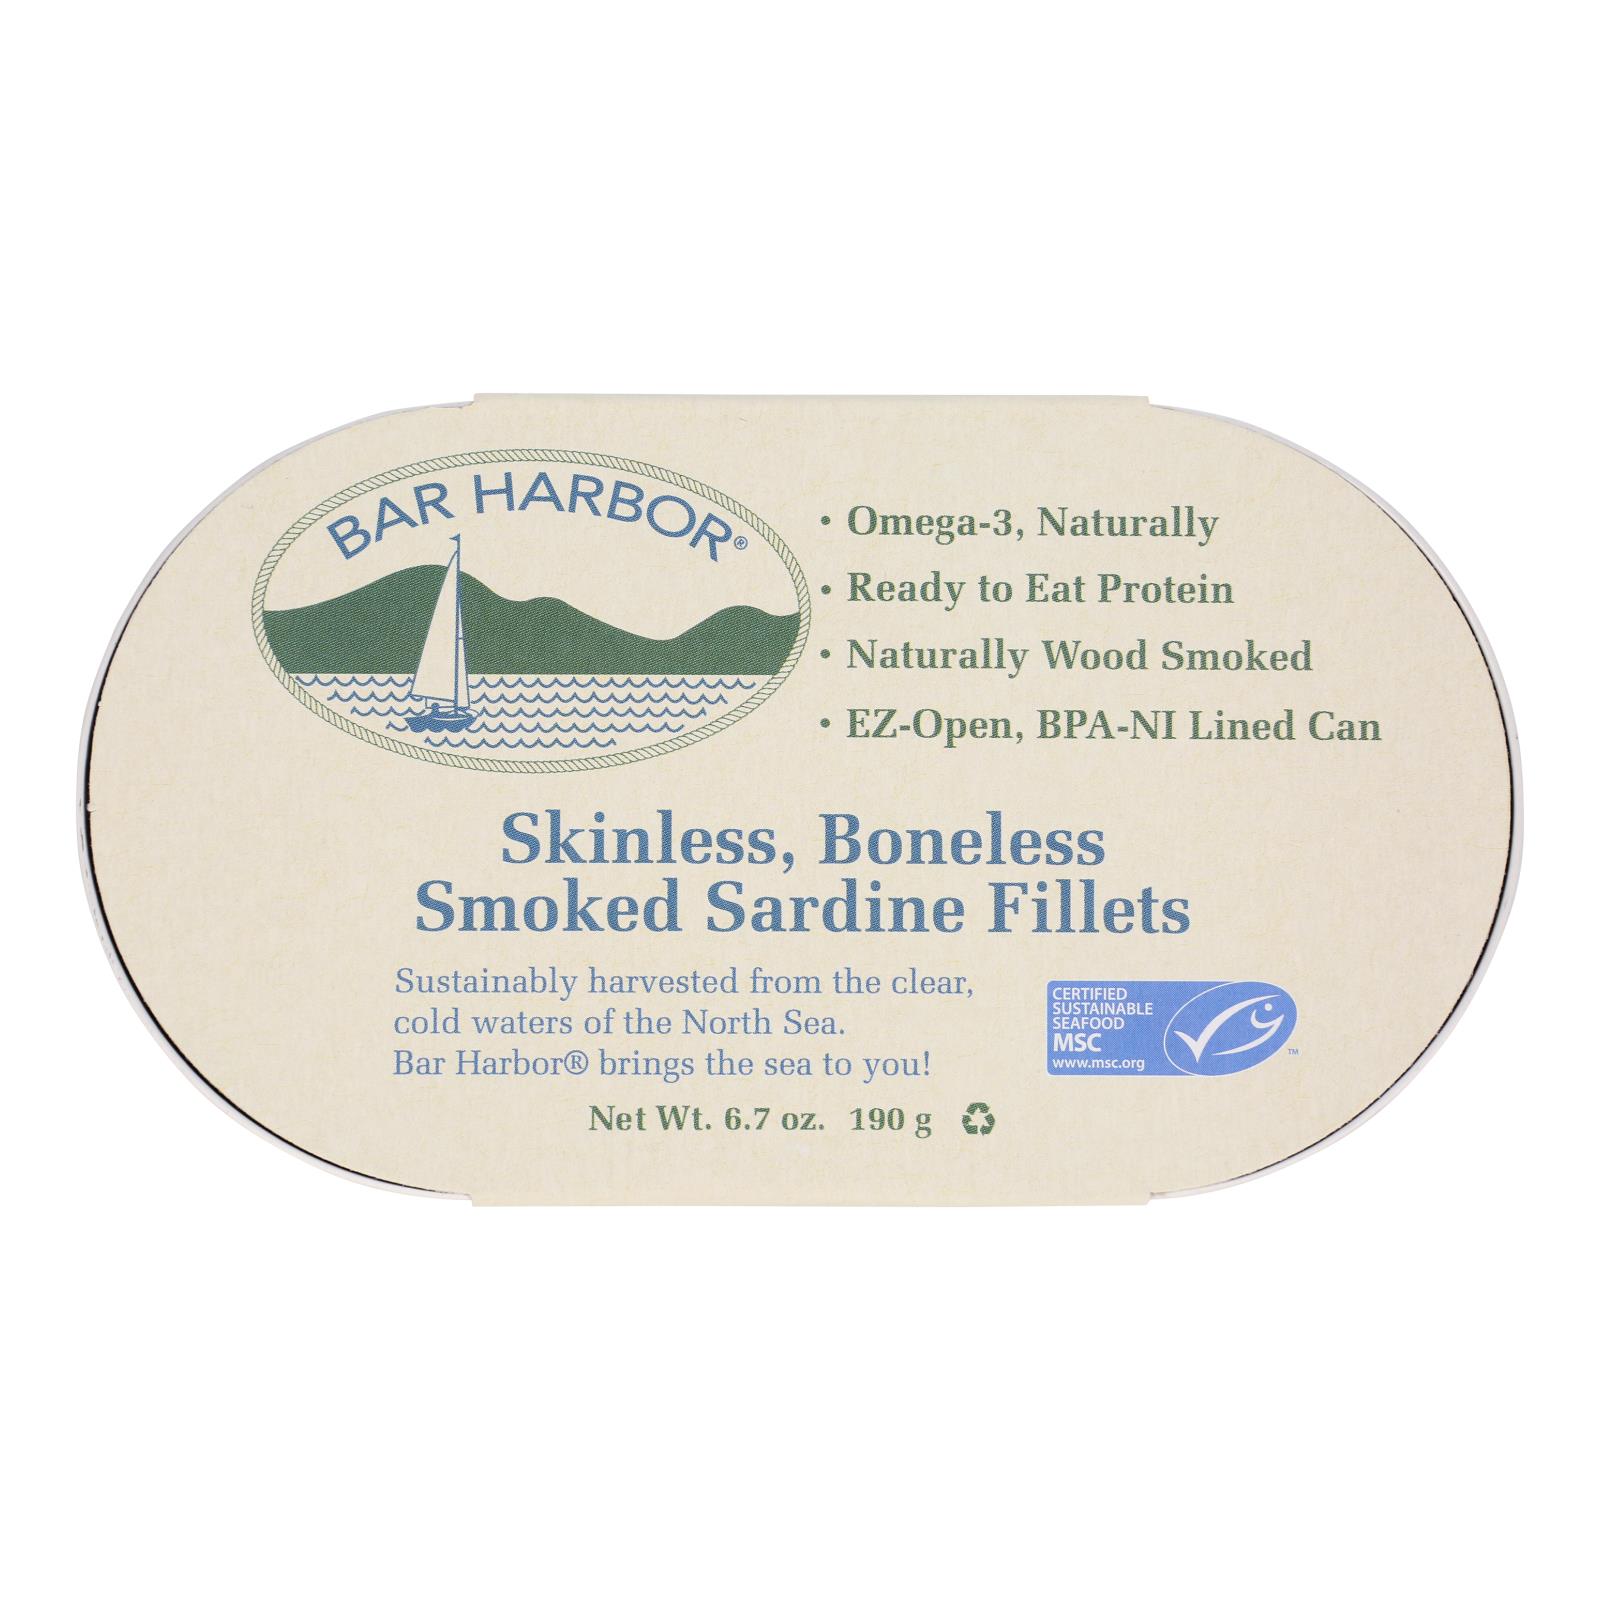 BAR HARBOR®
• Omega-3, Naturally
• Ready to Eat Protein
• Naturally Wood Smoked
• EZ-Open, BPA-NI Lined Can
Skinless, Boneless
Smoked Sardine Fillets
Sustainably harvested from the clear,
cold waters of the North Sea.
Bar Harbor® brings the sea to you!
CERTIFIED
SUSTAINABLE
SEAFOOD
MSC
www.msc.org
TM
Net Wt. 6.7 oz. 190 g